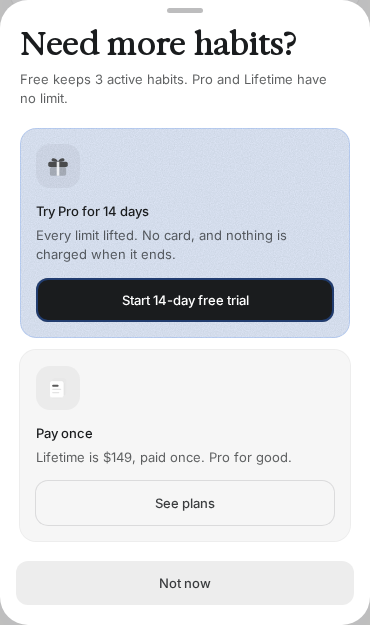 Need more habits?
Free keeps 3 active habits. Pro and Lifetime have
no limit.
Try Pro for 14 days
Every limit lifted. No card, and nothing is
charged when it ends.
Start 14-day free trial
Pay once
Lifetime is $149, paid once. Pro for good.
See plans
Not now